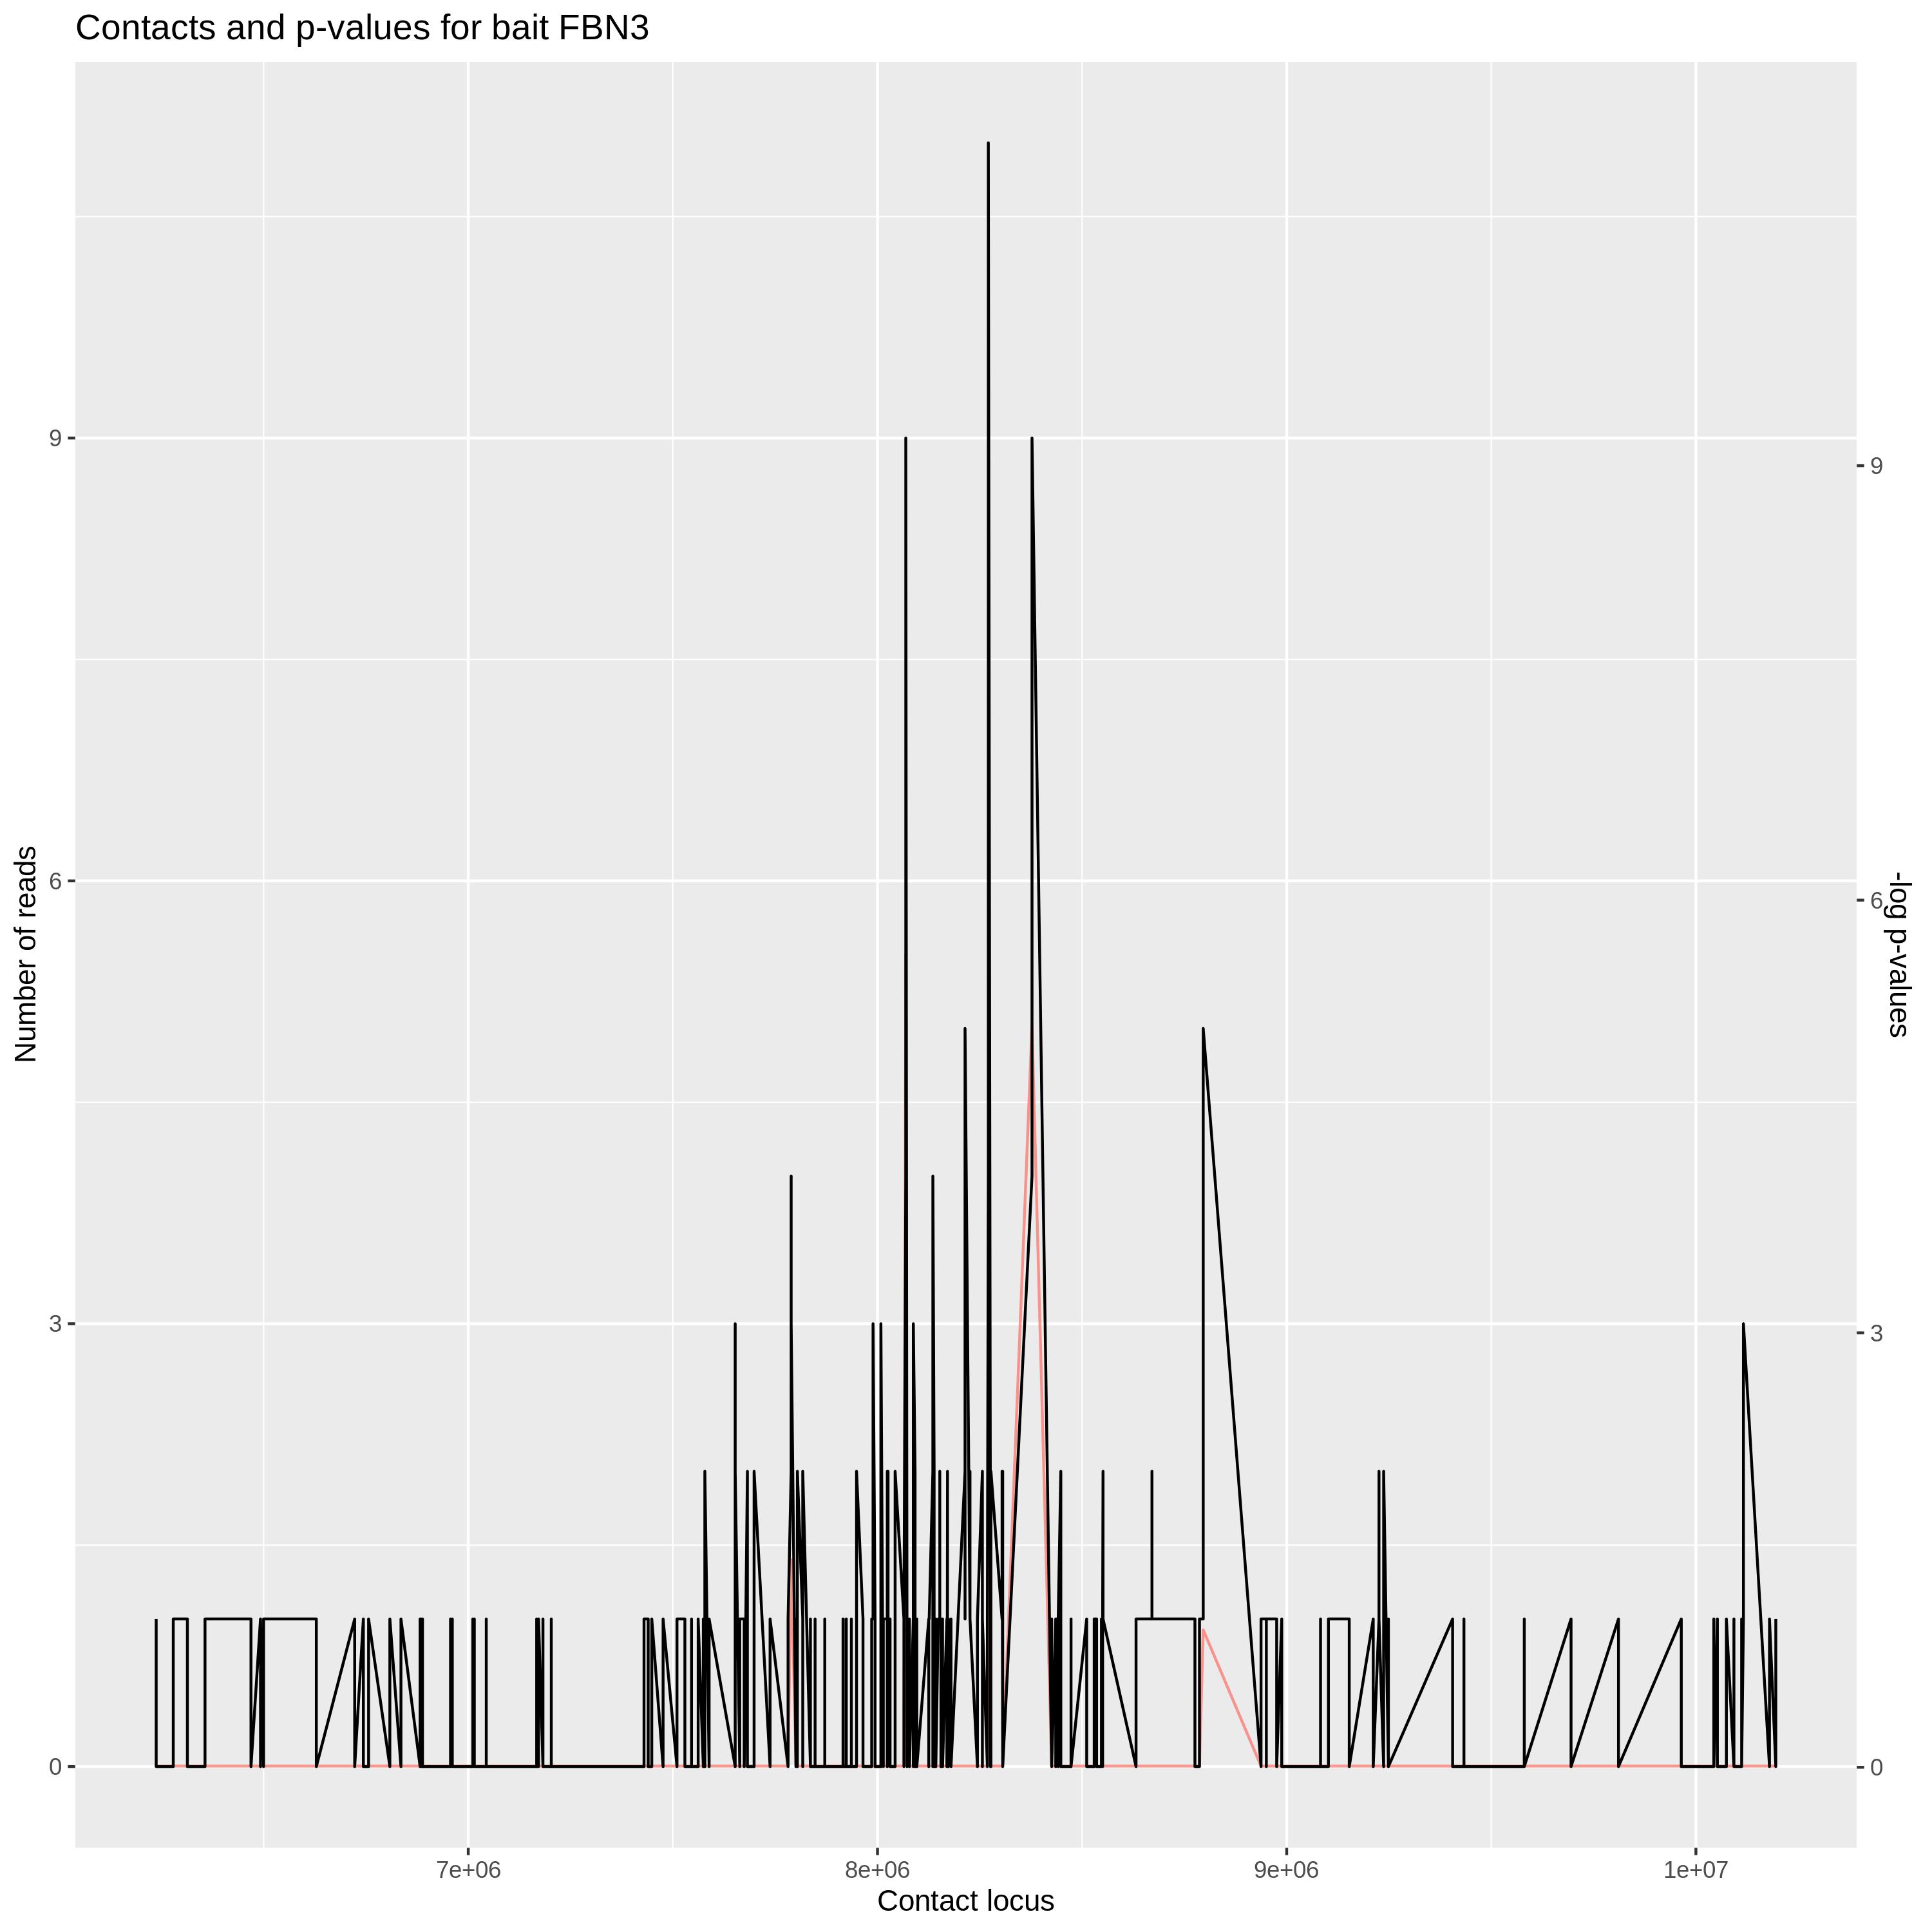 Contacts and p-values for bait FBN3
9
6
3
0
Number of reads
9
6
3
0
-log p-values
7e+06
8e+06
9e+06
1e+07
Contact locus